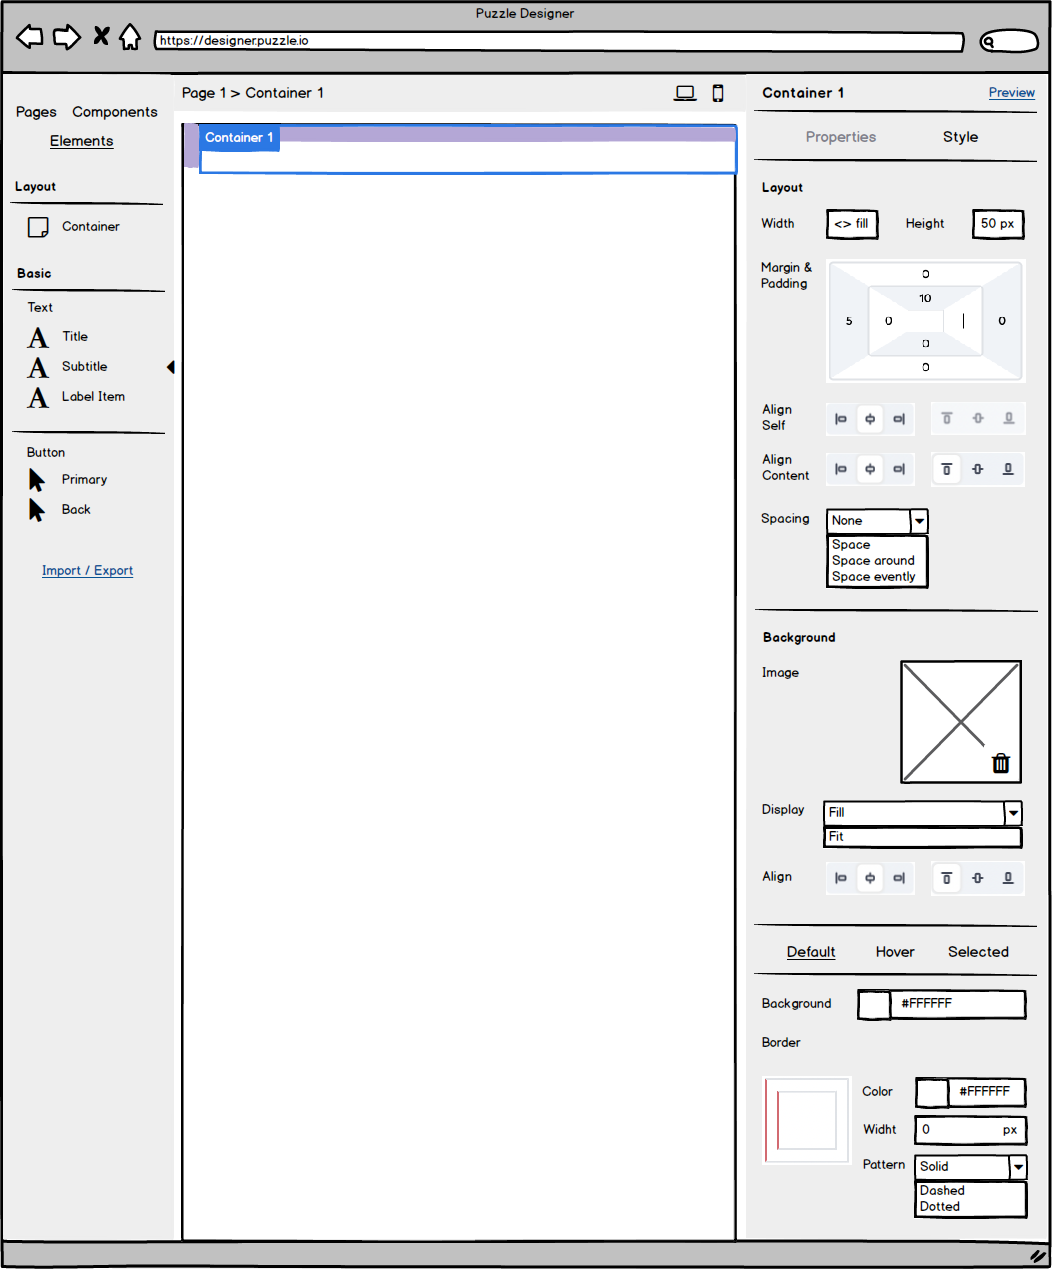 Puzzle Designer
https://designer.puzzle.io
Pages Components
Elements
Layout
Container
Basic
Text
Title
Subtitle
Label Item
Button
Primary
Back
Import / Export
Page 1 > Container 1
Container 1
Container 1 Preview
Properties Style
Layout
Width <> fill Height 50 px
Margin &
Padding
0
10
5 0 0
0
0
Align
Self
Align
Content
Spacing None
Space
Space around
Space evently
Background
Image
Display Fill
Fit
Align
Default Hover Selected
Background #FFFFFF
Border
Color #FFFFFF
Widht 0 px
Pattern Solid
Dashed
Dotted